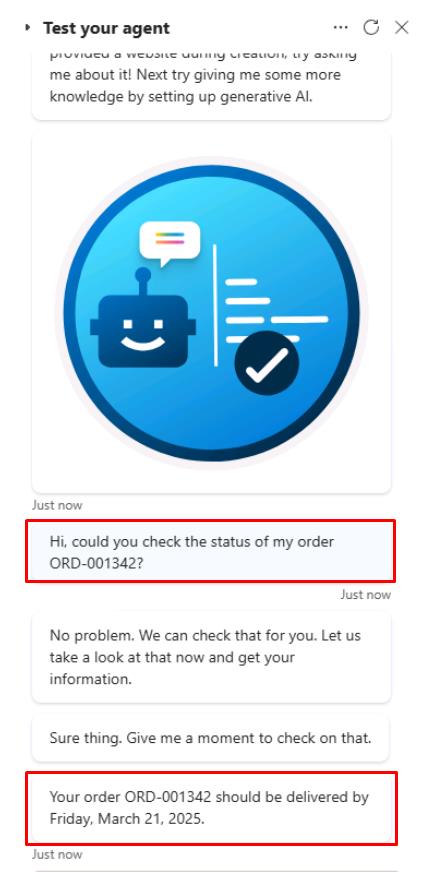 Test your agent
provided a website during creation, try asking
me about it! Next try giving me some more
knowledge by setting up generative AI.
Just now
Hi, could you check the status of my order
ORD-001342?
Just now
No problem. We can check that for you. Let us
take a look at that now and get your
information.
Sure thing. Give me a moment to check on that.
Your order ORD-001342 should be delivered by
Friday, March 21, 2025.
Just now